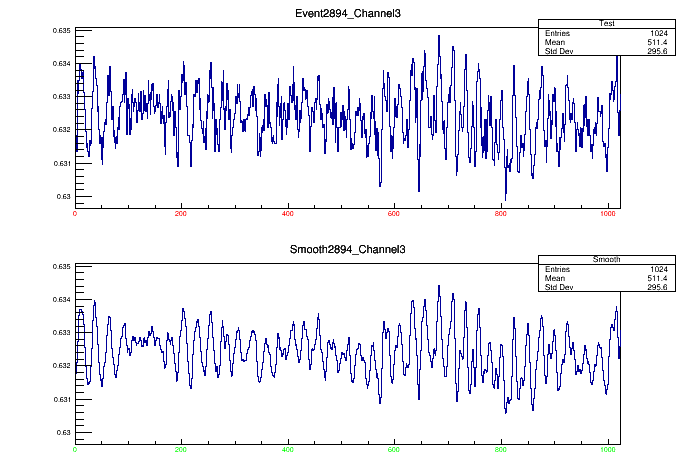 Event2894_Channel3
Test
Entries 1024
Mean 511.4
Std Dev 295.6
0.635
0.634
0.633
0.632
0.631
0.63
0 200 400 600 800 1000
Smooth2894_Channel3
Smooth
Entries 1024
Mean 511.4
Std Dev 295.6
0.635
0.634
0.633
0.632
0.631
0.63
0 200 400 600 800 1000